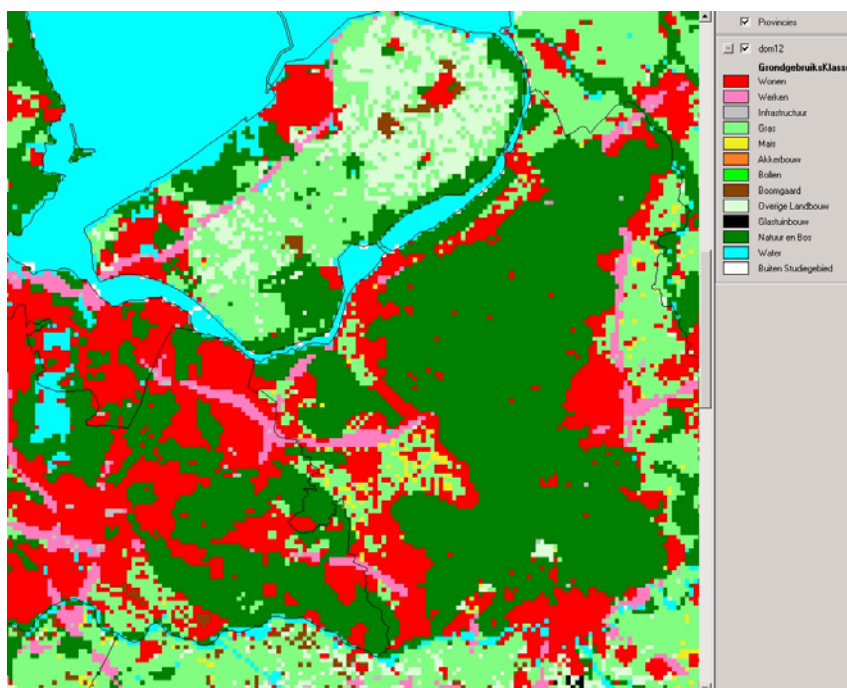 Provincies
dom12
GrondgebruiksKlasse
Wonen
Werken
Infrastructuur
Gras
Mais
Akkerbouw
Bollen
Boomgaard
Overige Landbouw
Glastuinbouw
Natuur en Bos
Water
Buiten Studiegebied